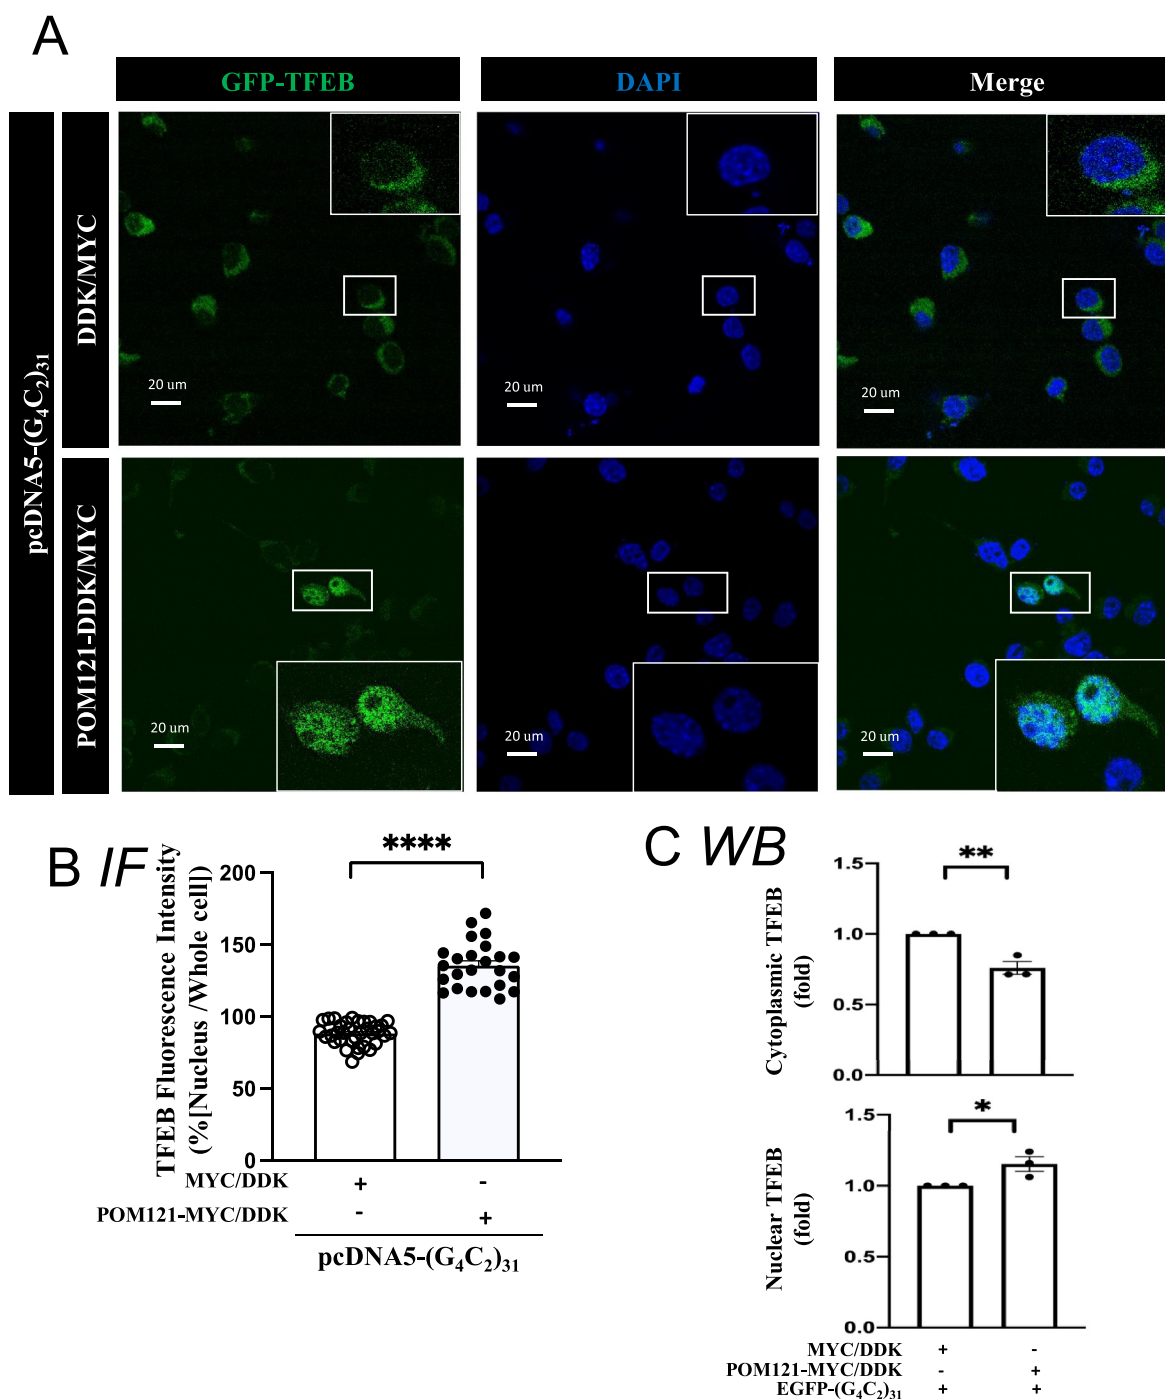 A
GFP-TFEB DAPI Merge
pcDNA5-(G₄C₂)₃₁
DDK/MYC
20 um 20 um 20 um
POM121-DDK/MYC
20 um 20 um 20 um
B IF
TFEB Fluorescence Intensity
(%[Nucleus /Whole cell])
****
200
150
100
50
0
MYC/DDK + -
POM121-MYC/DDK - +
pcDNA5-(G₄C₂)₃₁
C WB
Cytoplasmic TFEB
(fold)
**
1.5
1.0
0.5
0.0
Nuclear TFEB
(fold)
*
1.5
1.0
0.5
0.0
MYC/DDK + -
POM121-MYC/DDK - +
EGFP-(G₄C₂)₃₁ + +